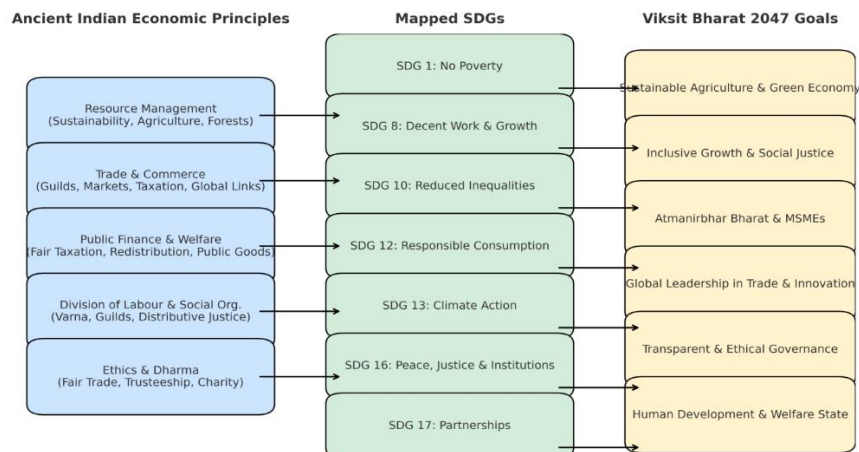 Ancient Indian Economic Principles
Mapped SDGs
Viksit Bharat 2047 Goals
Resource Management
(Sustainability, Agriculture, Forests)
Trade & Commerce
(Guilds, Markets, Taxation, Global Links)
Public Finance & Welfare
(Fair Taxation, Redistribution, Public Goods)
Division of Labour & Social Org.
(Varna, Guilds, Distributive Justice)
Ethics & Dharma
(Fair Trade, Trusteeship, Charity)
SDG 1: No Poverty
SDG 8: Decent Work & Growth
SDG 10: Reduced Inequalities
SDG 12: Responsible Consumption
SDG 13: Climate Action
SDG 16: Peace, Justice & Institutions
SDG 17: Partnerships
Sustainable Agriculture & Green Economy
Inclusive Growth & Social Justice
Atmanirbhar Bharat & MSMEs
Global Leadership in Trade & Innovation
Transparent & Ethical Governance
Human Development & Welfare State